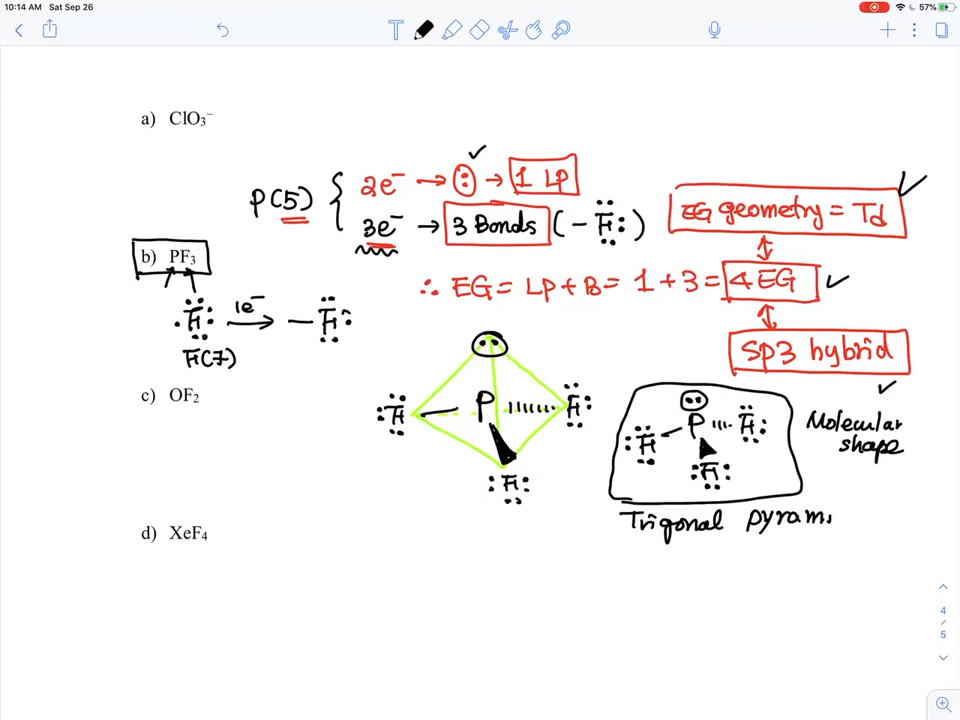 10:14 AM Sat Sep 26
57%
a) ClO₃⁻
P(5) { 2e⁻ → : → 1 LP
3e⁻ → 3 Bonds (–F)
EG geometry = Td
b) PF₃
∴ EG = LP + B = 1 + 3 = 4 EG
F 1e⁻ → –F
F(7)
sp3 hybrid
c) OF₂
F P F
F
P F
F
F
Molecular
shape
Trigonal pyram
d) XeF₄
4
/
5